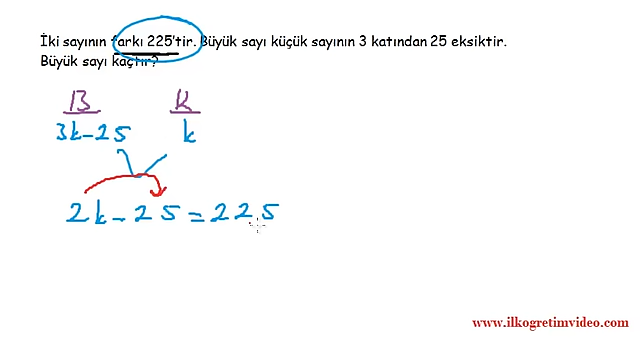 İki sayının farkı 225'tir. Büyük sayı küçük sayının 3 katından 25 eksiktir.
Büyük sayı kaçtır?
B K
3k-25 k
2k-25=225
www.ilkogretimvideo.com